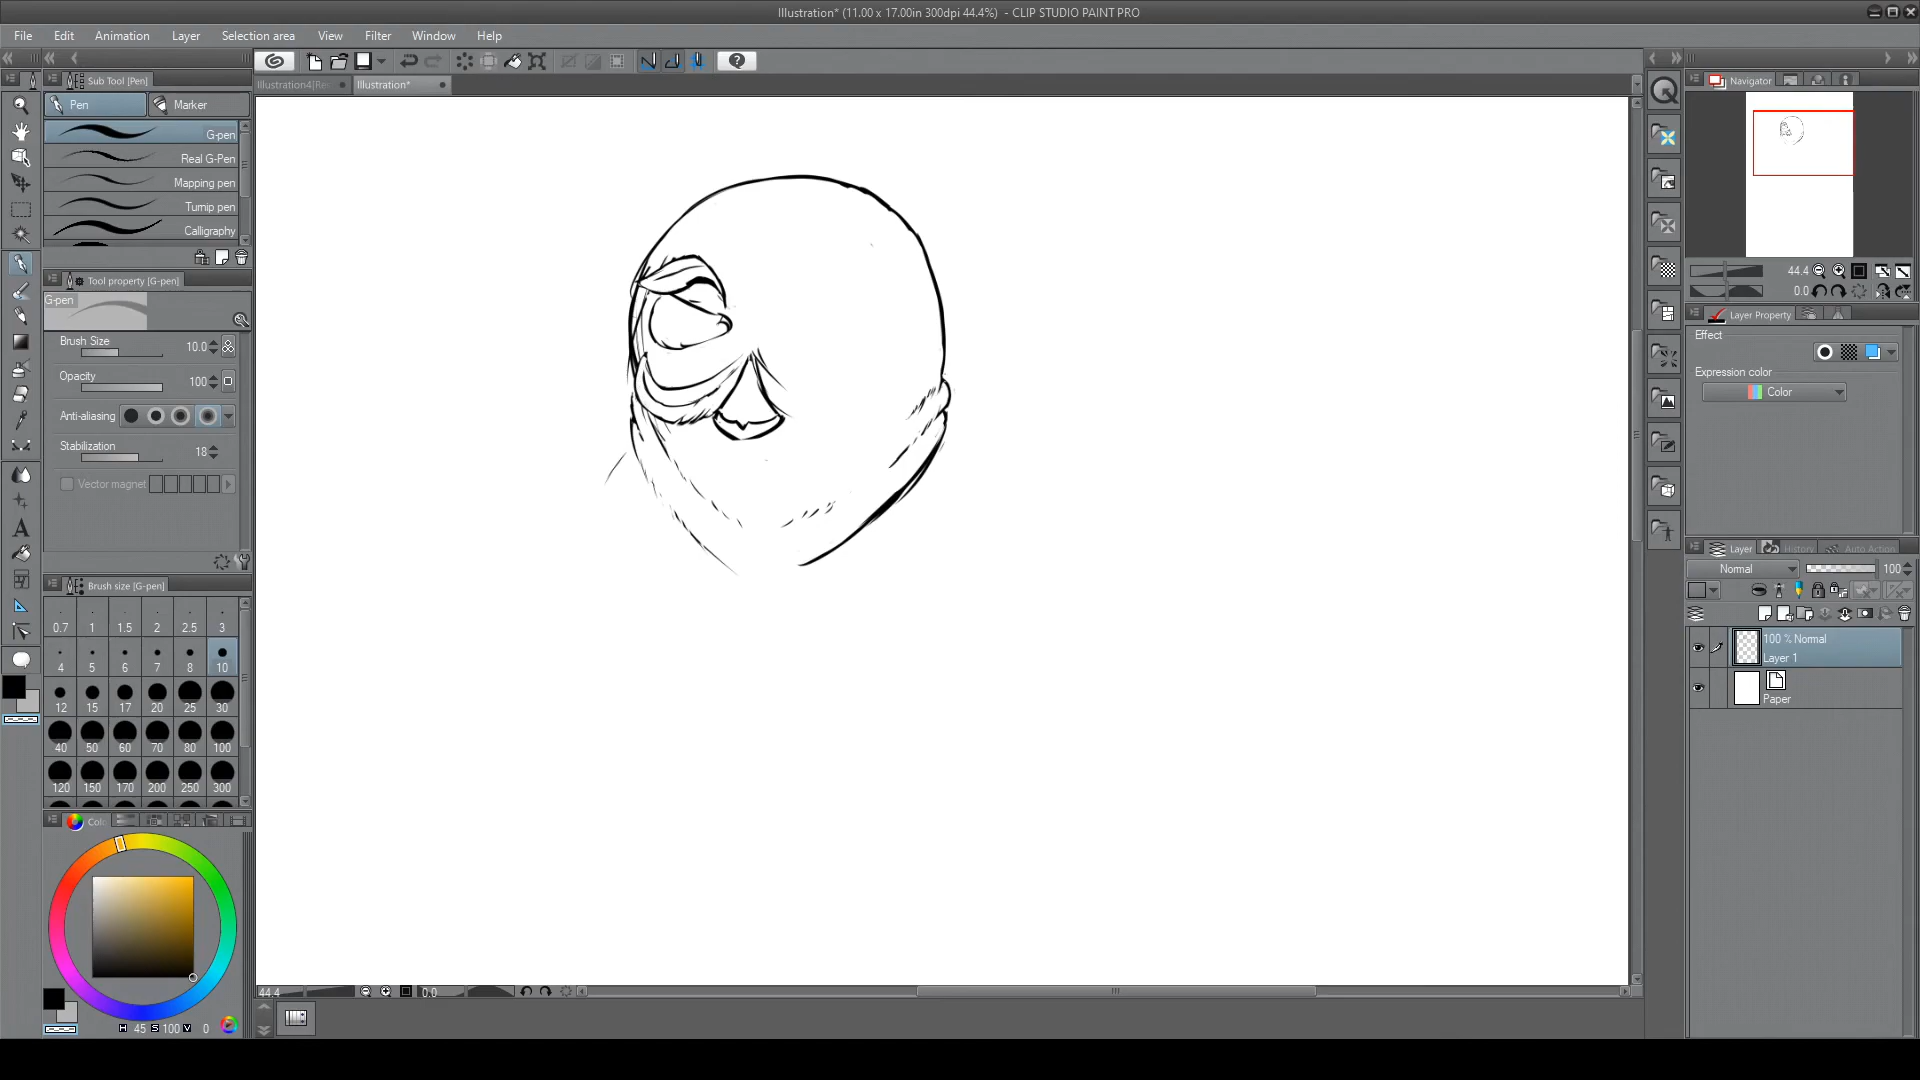 Illustration* (11.00 x 17.00in 300dpi 44.4%) - CLIP STUDIO PAINT PRO
File Edit Animation Layer Selection area View Filter Window Help
Sub Tool [Pen]
Illustration4[Re
Illustration*
Navigator
Pen
Marker
G-pen
Real G-Pen
Mapping pen
Turnip pen
Calligraphy
Tool property [G-pen]
G-pen
Brush Size 10.0
Opacity 100
Anti-aliasing
Stabilization 18
Vector magnet
Brush size [G-pen]
0.7 1 1.5 2 2.5 3
4 5 6 7 8 10
12 15 17 20 25 30
40 50 60 70 80 100
120 150 170 200 250 300
Colo
H 45 S 100 V 0
44.4 0.0
44.4
0.0
Layer Property
Effect
Expression color
Color
Layer History Auto Action
Normal 100
100 % Normal
Layer 1
Paper